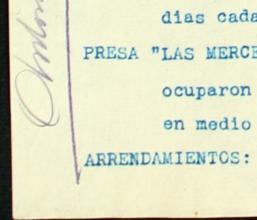 dias cada
PRESA "LAS MERCE
ocuparon
en medio
ARRENDAMIENTOS: